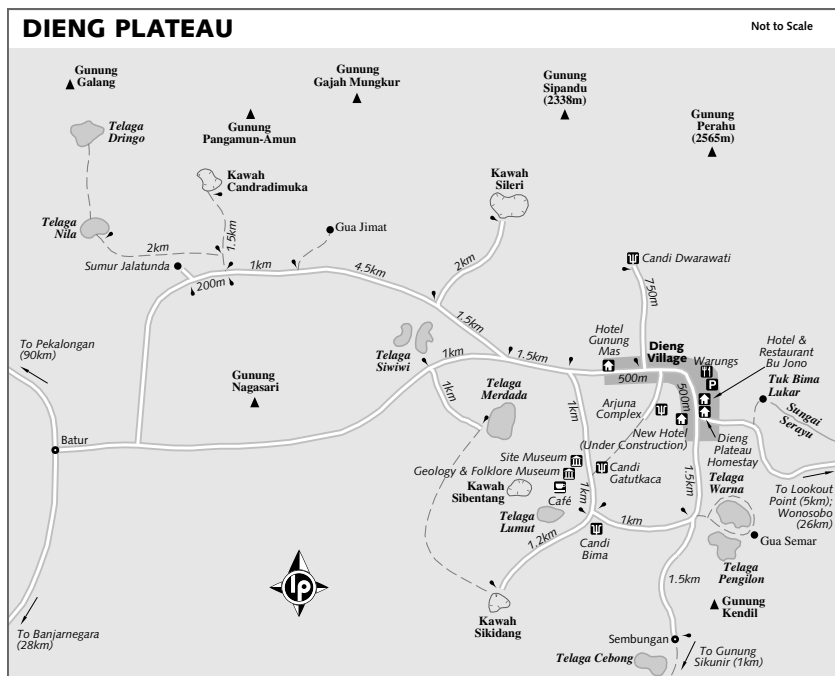 DIENG PLATEAU
Not to Scale
Gunung
Galang
Gunung
Gajah Mungkur
Gunung
Sipandu
(2338m)
Gunung
Perahu
(2565m)
Telaga
Dringo
Gunung
Pangamun-Amun
Kawah
Candradimuka
Kawah
Sileri
Telaga
Nila
2km
1.5km
Gua Jimat
Sumur Jalatunda
200m
1km
4.5km
2km
Candi Dwarawati
750m
1.5km
To Pekalongan
(90km)
Telaga
Siwiwi
1km
1.5km
Hotel
Gunung
Mas
Dieng
Village
Warungs
Hotel &
Restaurant
Bu Jono
500m
500m
Gunung
Nagasari
1km
Telaga
Merdada
1km
Arjuna
Complex
Tuk Bima
Lukar
Sungai
Serayu
New Hotel
(Under Construction)
Dieng
Plateau
Homestay
Batur
Site Museum
Geology & Folklore Museum
Candi
Gatutkaca
1km
1.5km
Kawah
Sibentang
Café
Telaga
Warna
To Lookout
Point (5km);
Wonosobo
(26km)
Telaga
Lumut
1.2km
Candi
Bima
1km
Gua Semar
Telaga
Pengilon
1.5km
lp
Kawah
Sikidang
Gunung
Kendil
To Banjarnegara
(28km)
Sembungan
Telaga Cebong
To Gunung
Sikunir (1km)